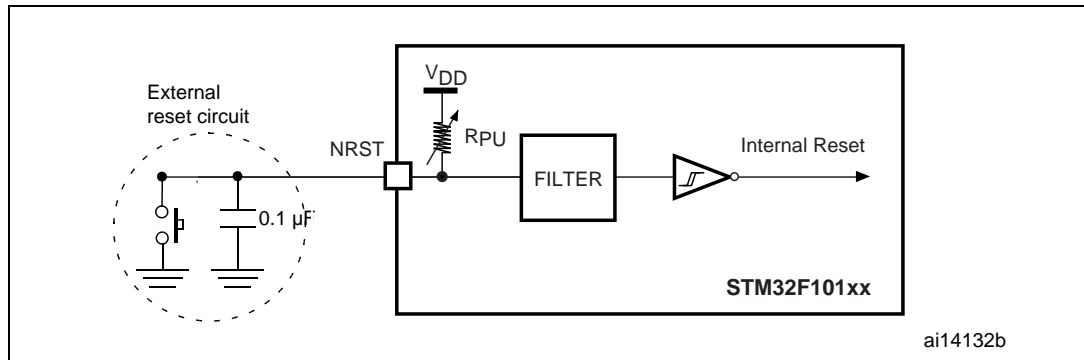 VDD
External
reset circuit
RPU
NRST
Internal Reset
FILTER
0.1 µF
STM32F101xx
ai14132b